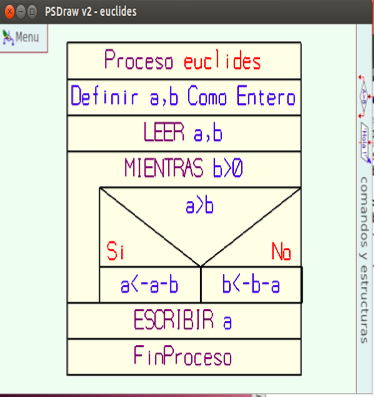 PSDraw v2 - euclides
Menu
Proceso euclides
Definir a,b Como Entero
LEER a,b
MIENTRAS b>0
a>b
Si No
a<-a-b b<-b-a
ESCRIBIR a
FinProceso
comandos y estructuras